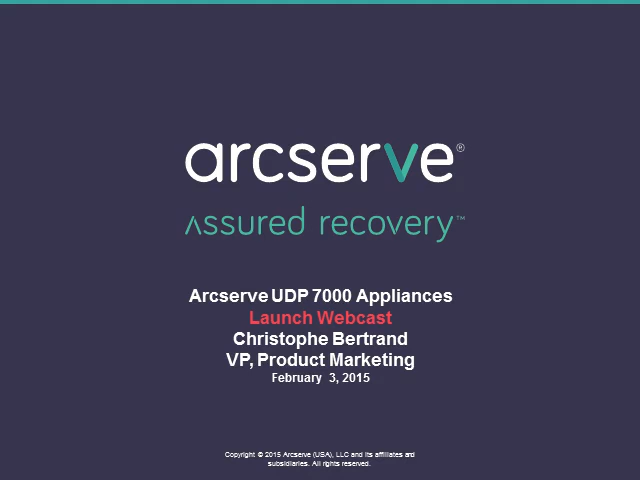 arcserve®
assured recovery™
Arcserve UDP 7000 Appliances
Launch Webcast
Christophe Bertrand
VP, Product Marketing
February 3, 2015
Copyright © 2015 Arcserve (USA), LLC and its affiliates and
subsidiaries. All rights reserved.